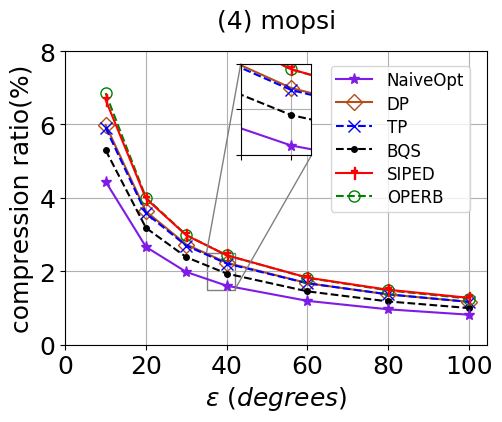 (4) mopsi
compression ratio(%)
8
6
4
2
0
NaiveOpt
DP
TP
BQS
SIPED
OPERB
0 20 40 60 80 100
ε (degrees)